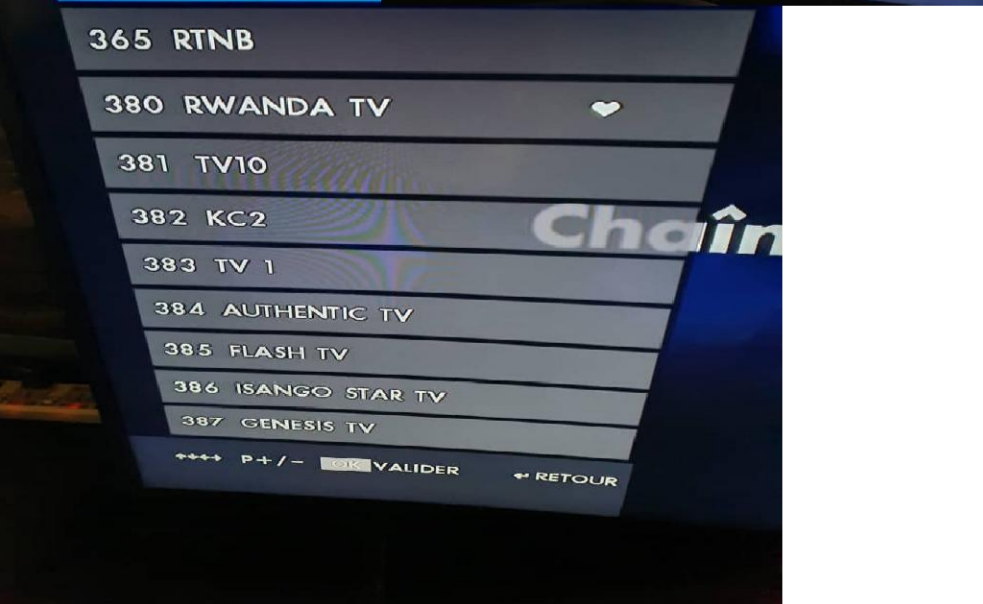 365 RTNB
380 RWANDA TV
381 TV10
382 KC2
Chaîn
383 TV 1
384 AUTHENTIC TV
385 FLASH TV
386 ISANGO STAR TV
387 GENESIS TV
P+/- OK VALIDER RETOUR